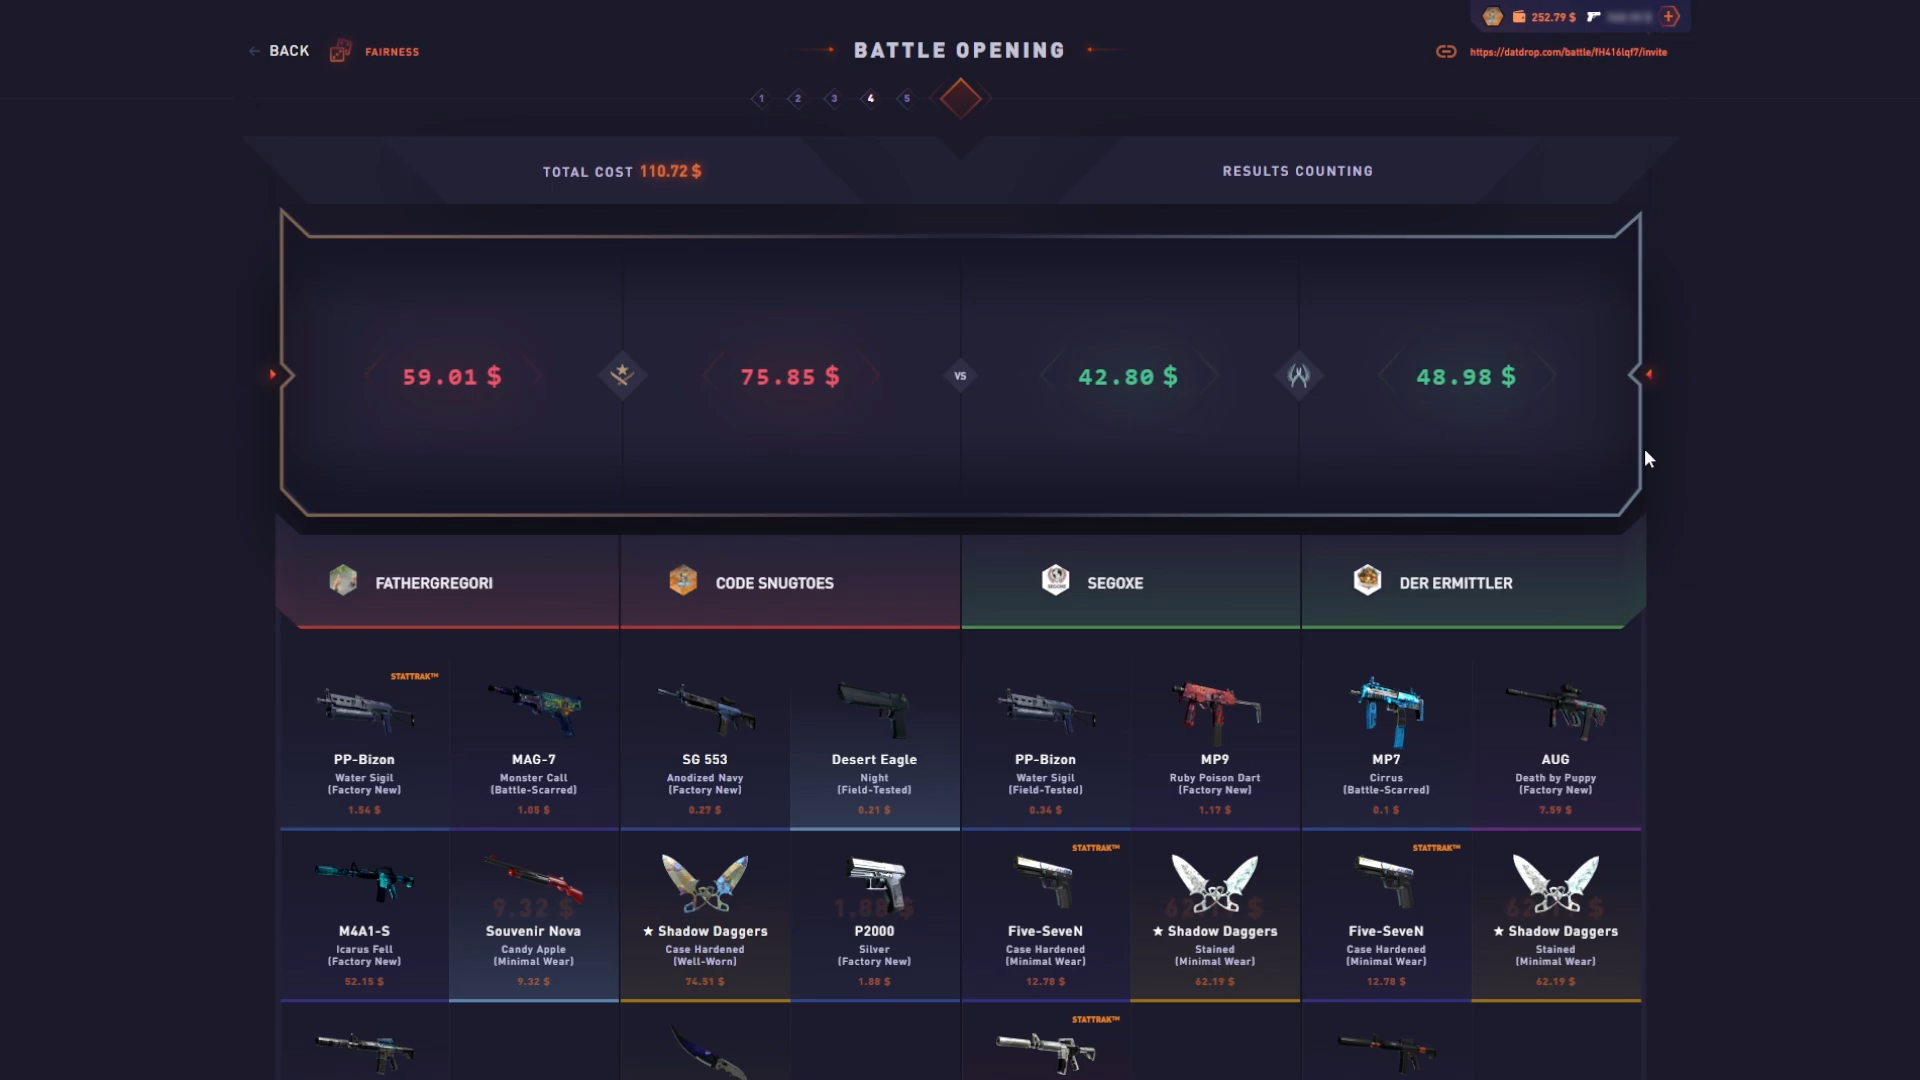 252.79 $
BACK
FAIRNESS
BATTLE OPENING
https://datdrop.com/battle/fH416lqf7/invite
1 2 3 4 5
TOTAL COST 110.72 $
RESULTS COUNTING
59.01 $
75.85 $
VS
42.80 $
48.98 $
FATHERGREGORI
CODE SNUGTOES
SEGOXE
DER ERMITTLER
STATTRAK™
PP-Bizon
Water Sigil
(Factory New)
1.54 $
MAG-7
Monster Call
(Battle-Scarred)
1.05 $
SG 553
Anodized Navy
(Factory New)
0.27 $
Desert Eagle
Night
(Field-Tested)
0.21 $
PP-Bizon
Water Sigil
(Field-Tested)
0.34 $
MP9
Ruby Poison Dart
(Factory New)
1.17 $
MP7
Cirrus
(Battle-Scarred)
0.1 $
AUG
Death by Puppy
(Factory New)
7.59 $
M4A1-S
Icarus Fell
(Factory New)
52.15 $
9.32 $
Souvenir Nova
Candy Apple
(Minimal Wear)
9.32 $
★ Shadow Daggers
Case Hardened
(Well-Worn)
74.51 $
1.88 $
P2000
Silver
(Factory New)
1.88 $
STATTRAK™
Five-SeveN
Case Hardened
(Minimal Wear)
12.78 $
★ Shadow Daggers
Stained
(Minimal Wear)
62.19 $
STATTRAK™
Five-SeveN
Case Hardened
(Minimal Wear)
12.78 $
★ Shadow Daggers
Stained
(Minimal Wear)
62.19 $
STATTRAK™